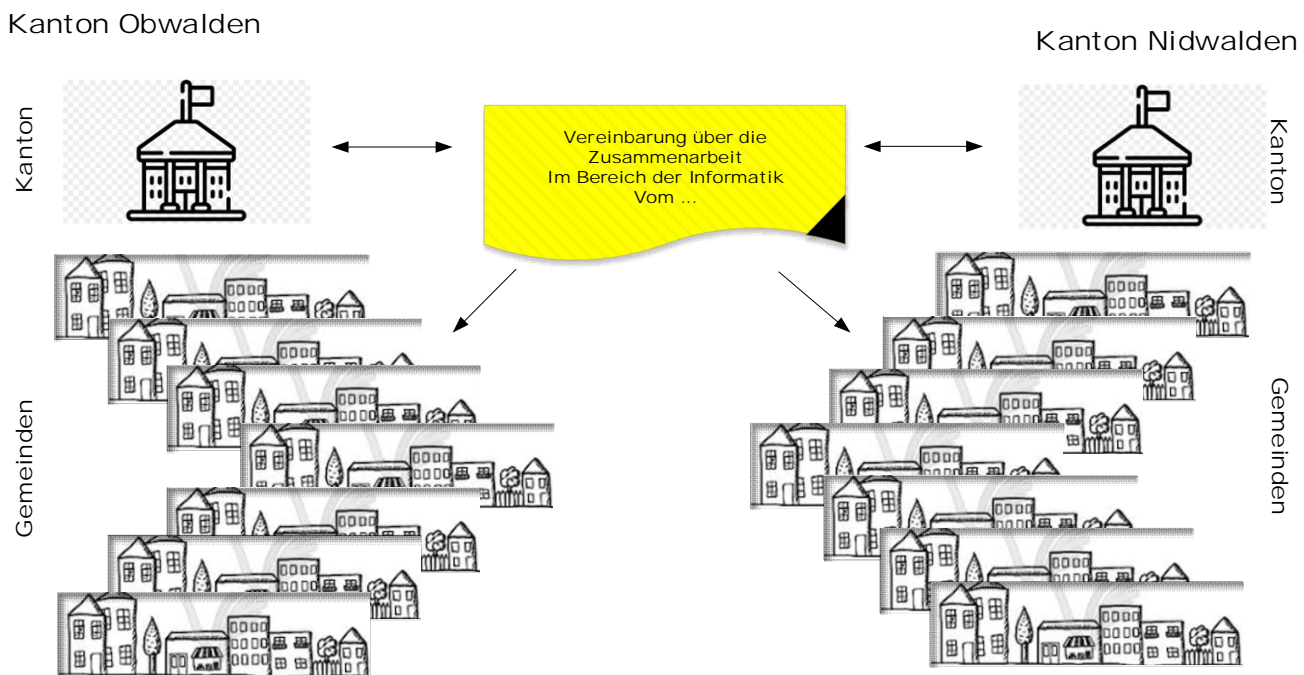 Kanton Obwalden
Kanton Nidwalden
Kanton
Vereinbarung über die
Zusammenarbeit
Im Bereich der Informatik
Vom ...
Kanton
Gemeinden
Gemeinden